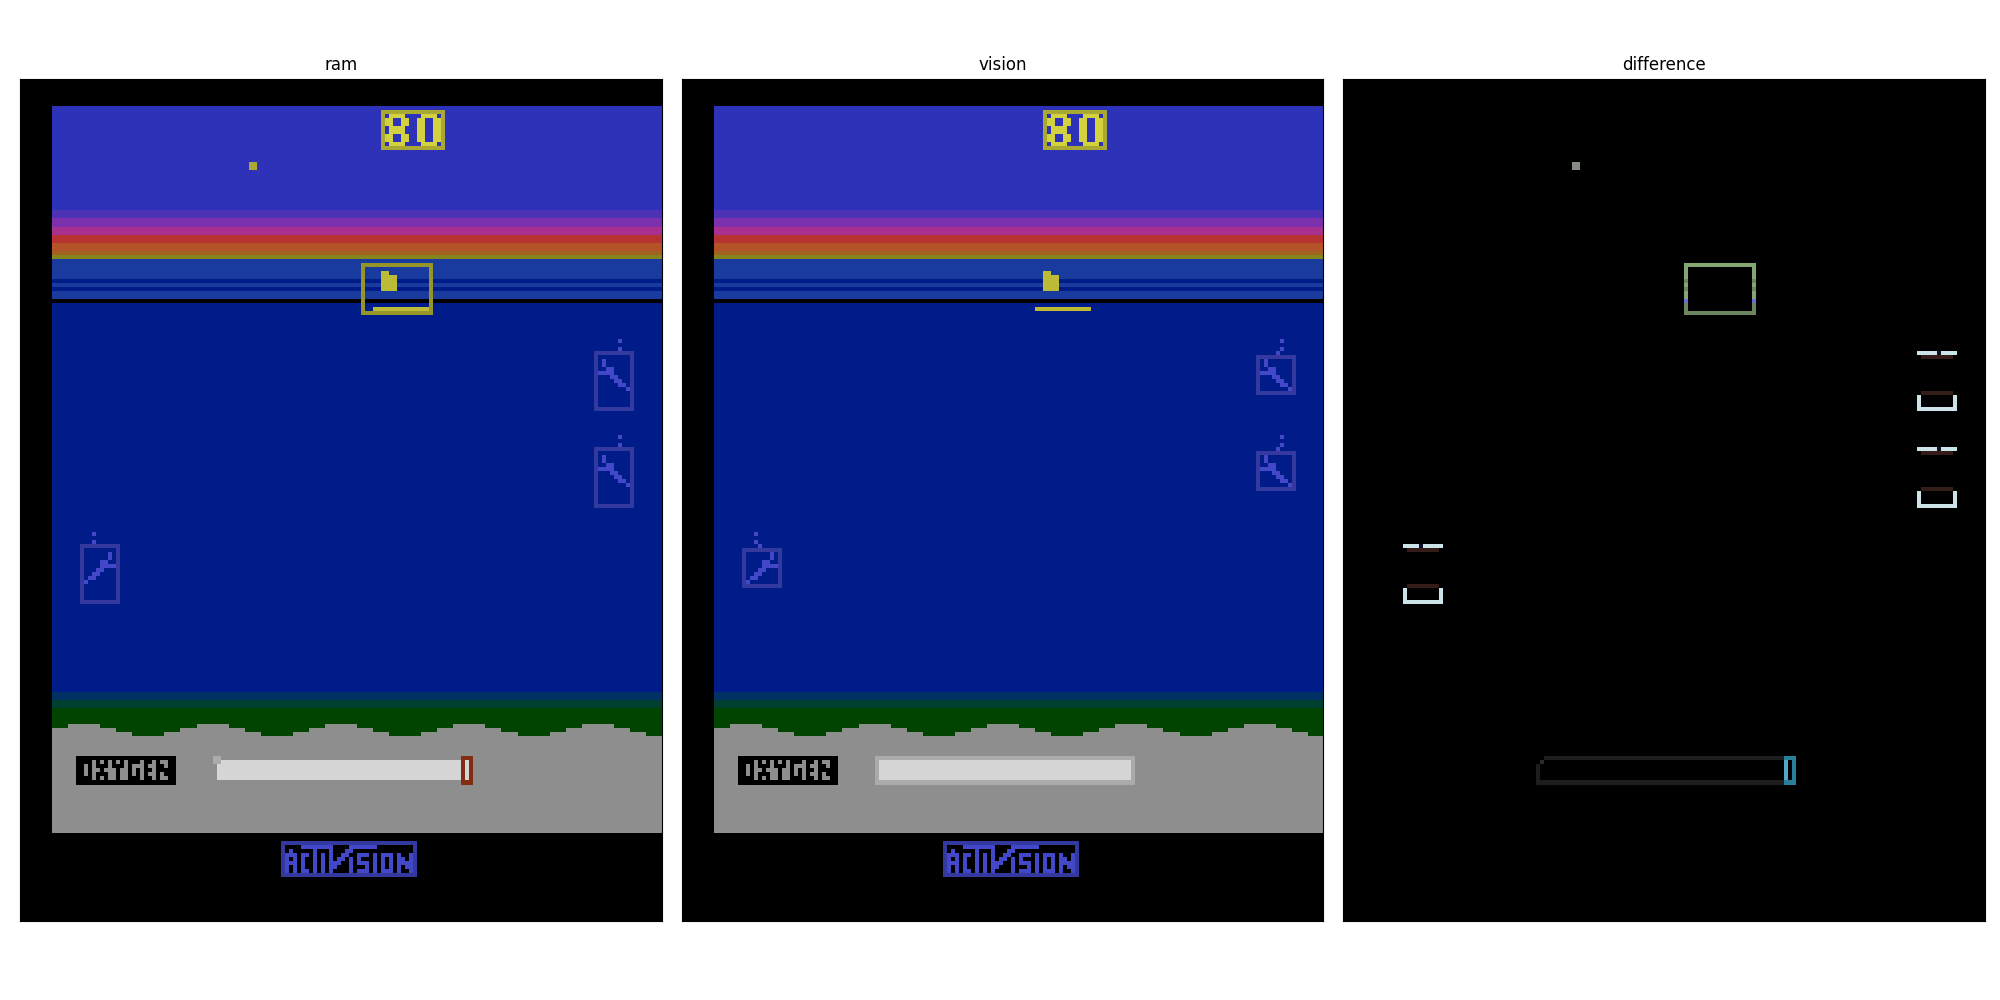 ram
vision
difference
80
80
OXYGEN
OXYGEN
ACTIVISION
ACTIVISION